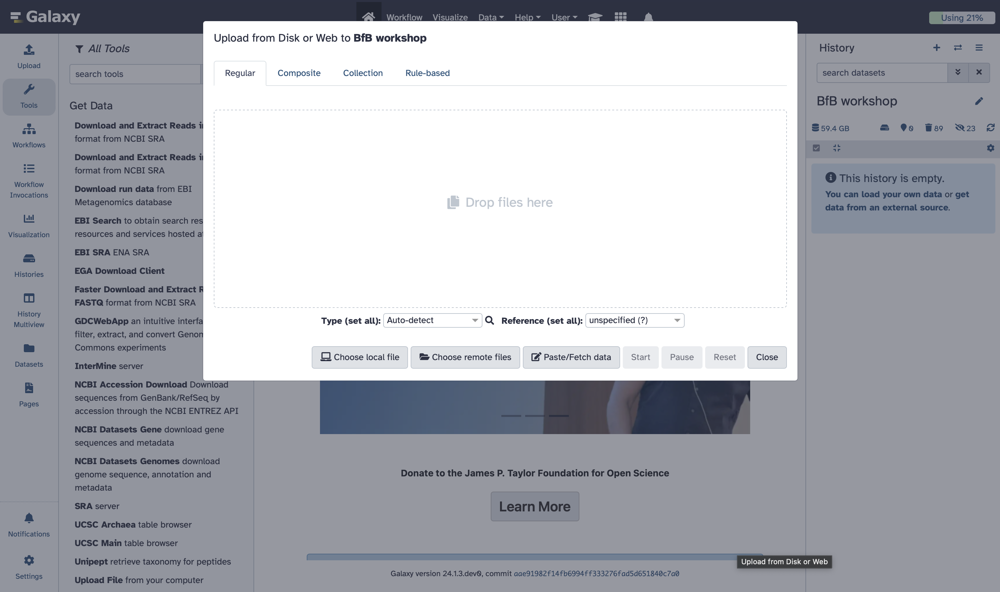 Galaxy
Workflow
Visualize
Data
Help
User
Using 21%
Upload
Tools
Workflows
Workflow
Invocations
Visualization
Histories
History
Multiview
Datasets
Pages
Notifications
Settings
All Tools
search tools
Get Data
Download and Extract Reads
format from NCBI SRA
Download and Extract Reads
format from NCBI SRA
Download run data from EBI
Metagenomics database
EBI Search to obtain search res
resources and services hosted
EBI SRA ENA SRA
EGA Download Client
Faster Download and Extract R
FASTQ format from NCBI SRA
GDCWebApp an intuitive interfa
filter, extract, and convert Genom
Commons experiments
InterMine server
NCBI Accession Download Download
sequences from GenBank/RefSeq by
accession through the NCBI ENTREZ API
NCBI Datasets Gene download gene
sequences and metadata
NCBI Datasets Genomes download
genome sequence, annotation and
metadata
SRA server
UCSC Archaea table browser
UCSC Main table browser
Unipept retrieve taxonomy for peptides
Upload File from your computer
Upload from Disk or Web to BfB workshop
Regular
Composite
Collection
Rule-based
Drop files here
Type (set all): Auto-detect
Reference (set all): unspecified (?)
Choose local file
Choose remote files
Paste/Fetch data
Start
Pause
Reset
Close
Donate to the James P. Taylor Foundation for Open Science
Learn More
Upload from Disk or Web
Galaxy version 24.1.3.dev0, commit aae91982f14fb6994ff333276fad5d651840c7a0
History
search datasets
BfB workshop
59.4 GB
0
89
23
This history is empty.
You can load your own data or get
data from an external source.